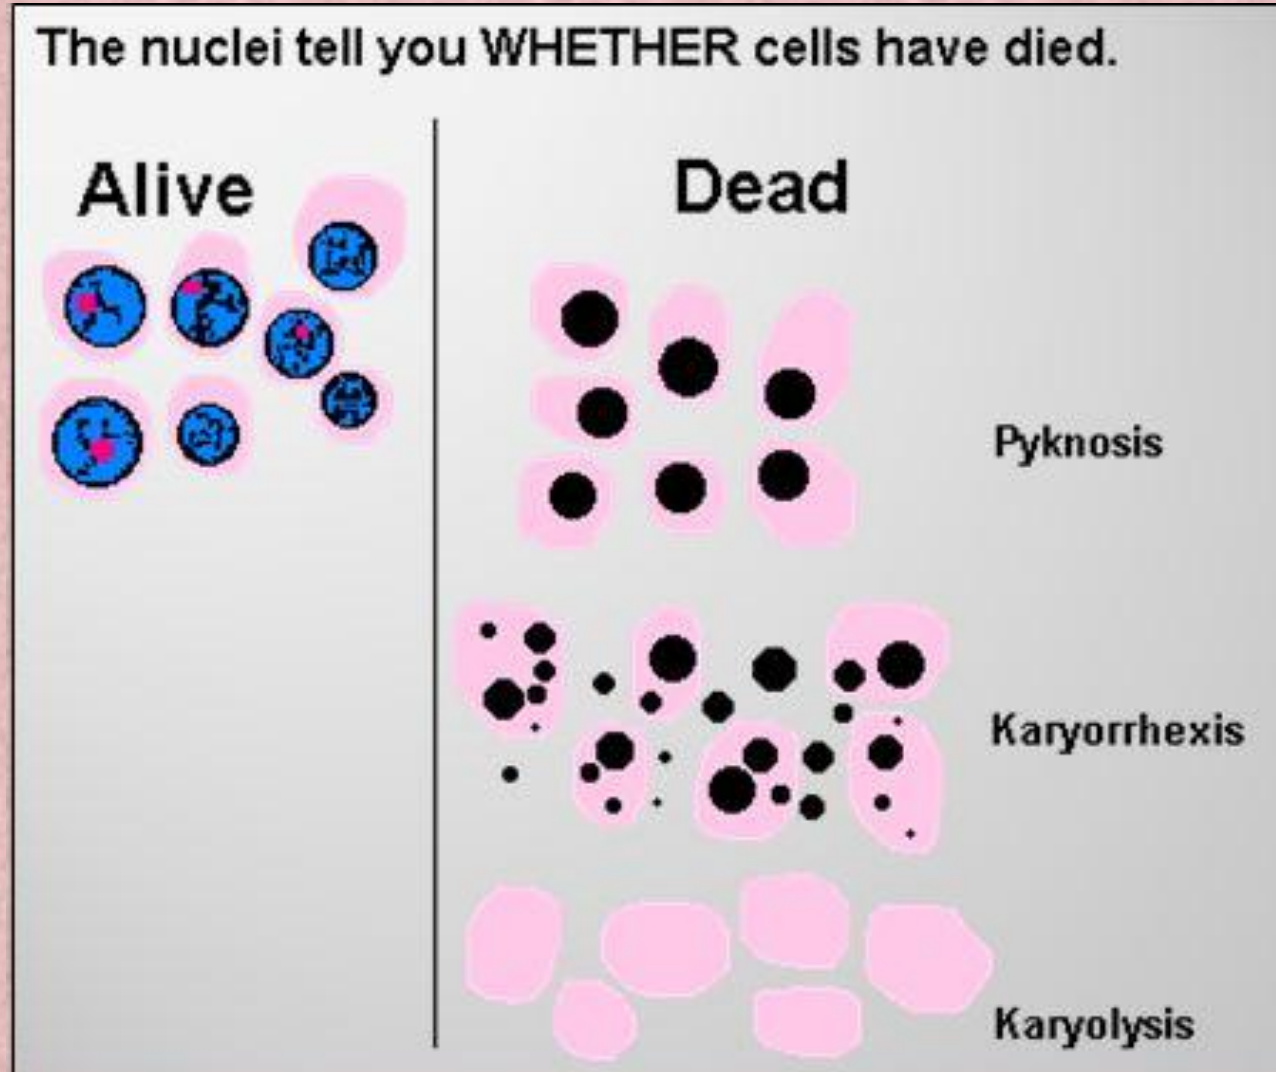 The nuclei tell you WHETHER cells have died.
Alive
Dead
Pyknosis
Karyorrhexis
Karyolysis